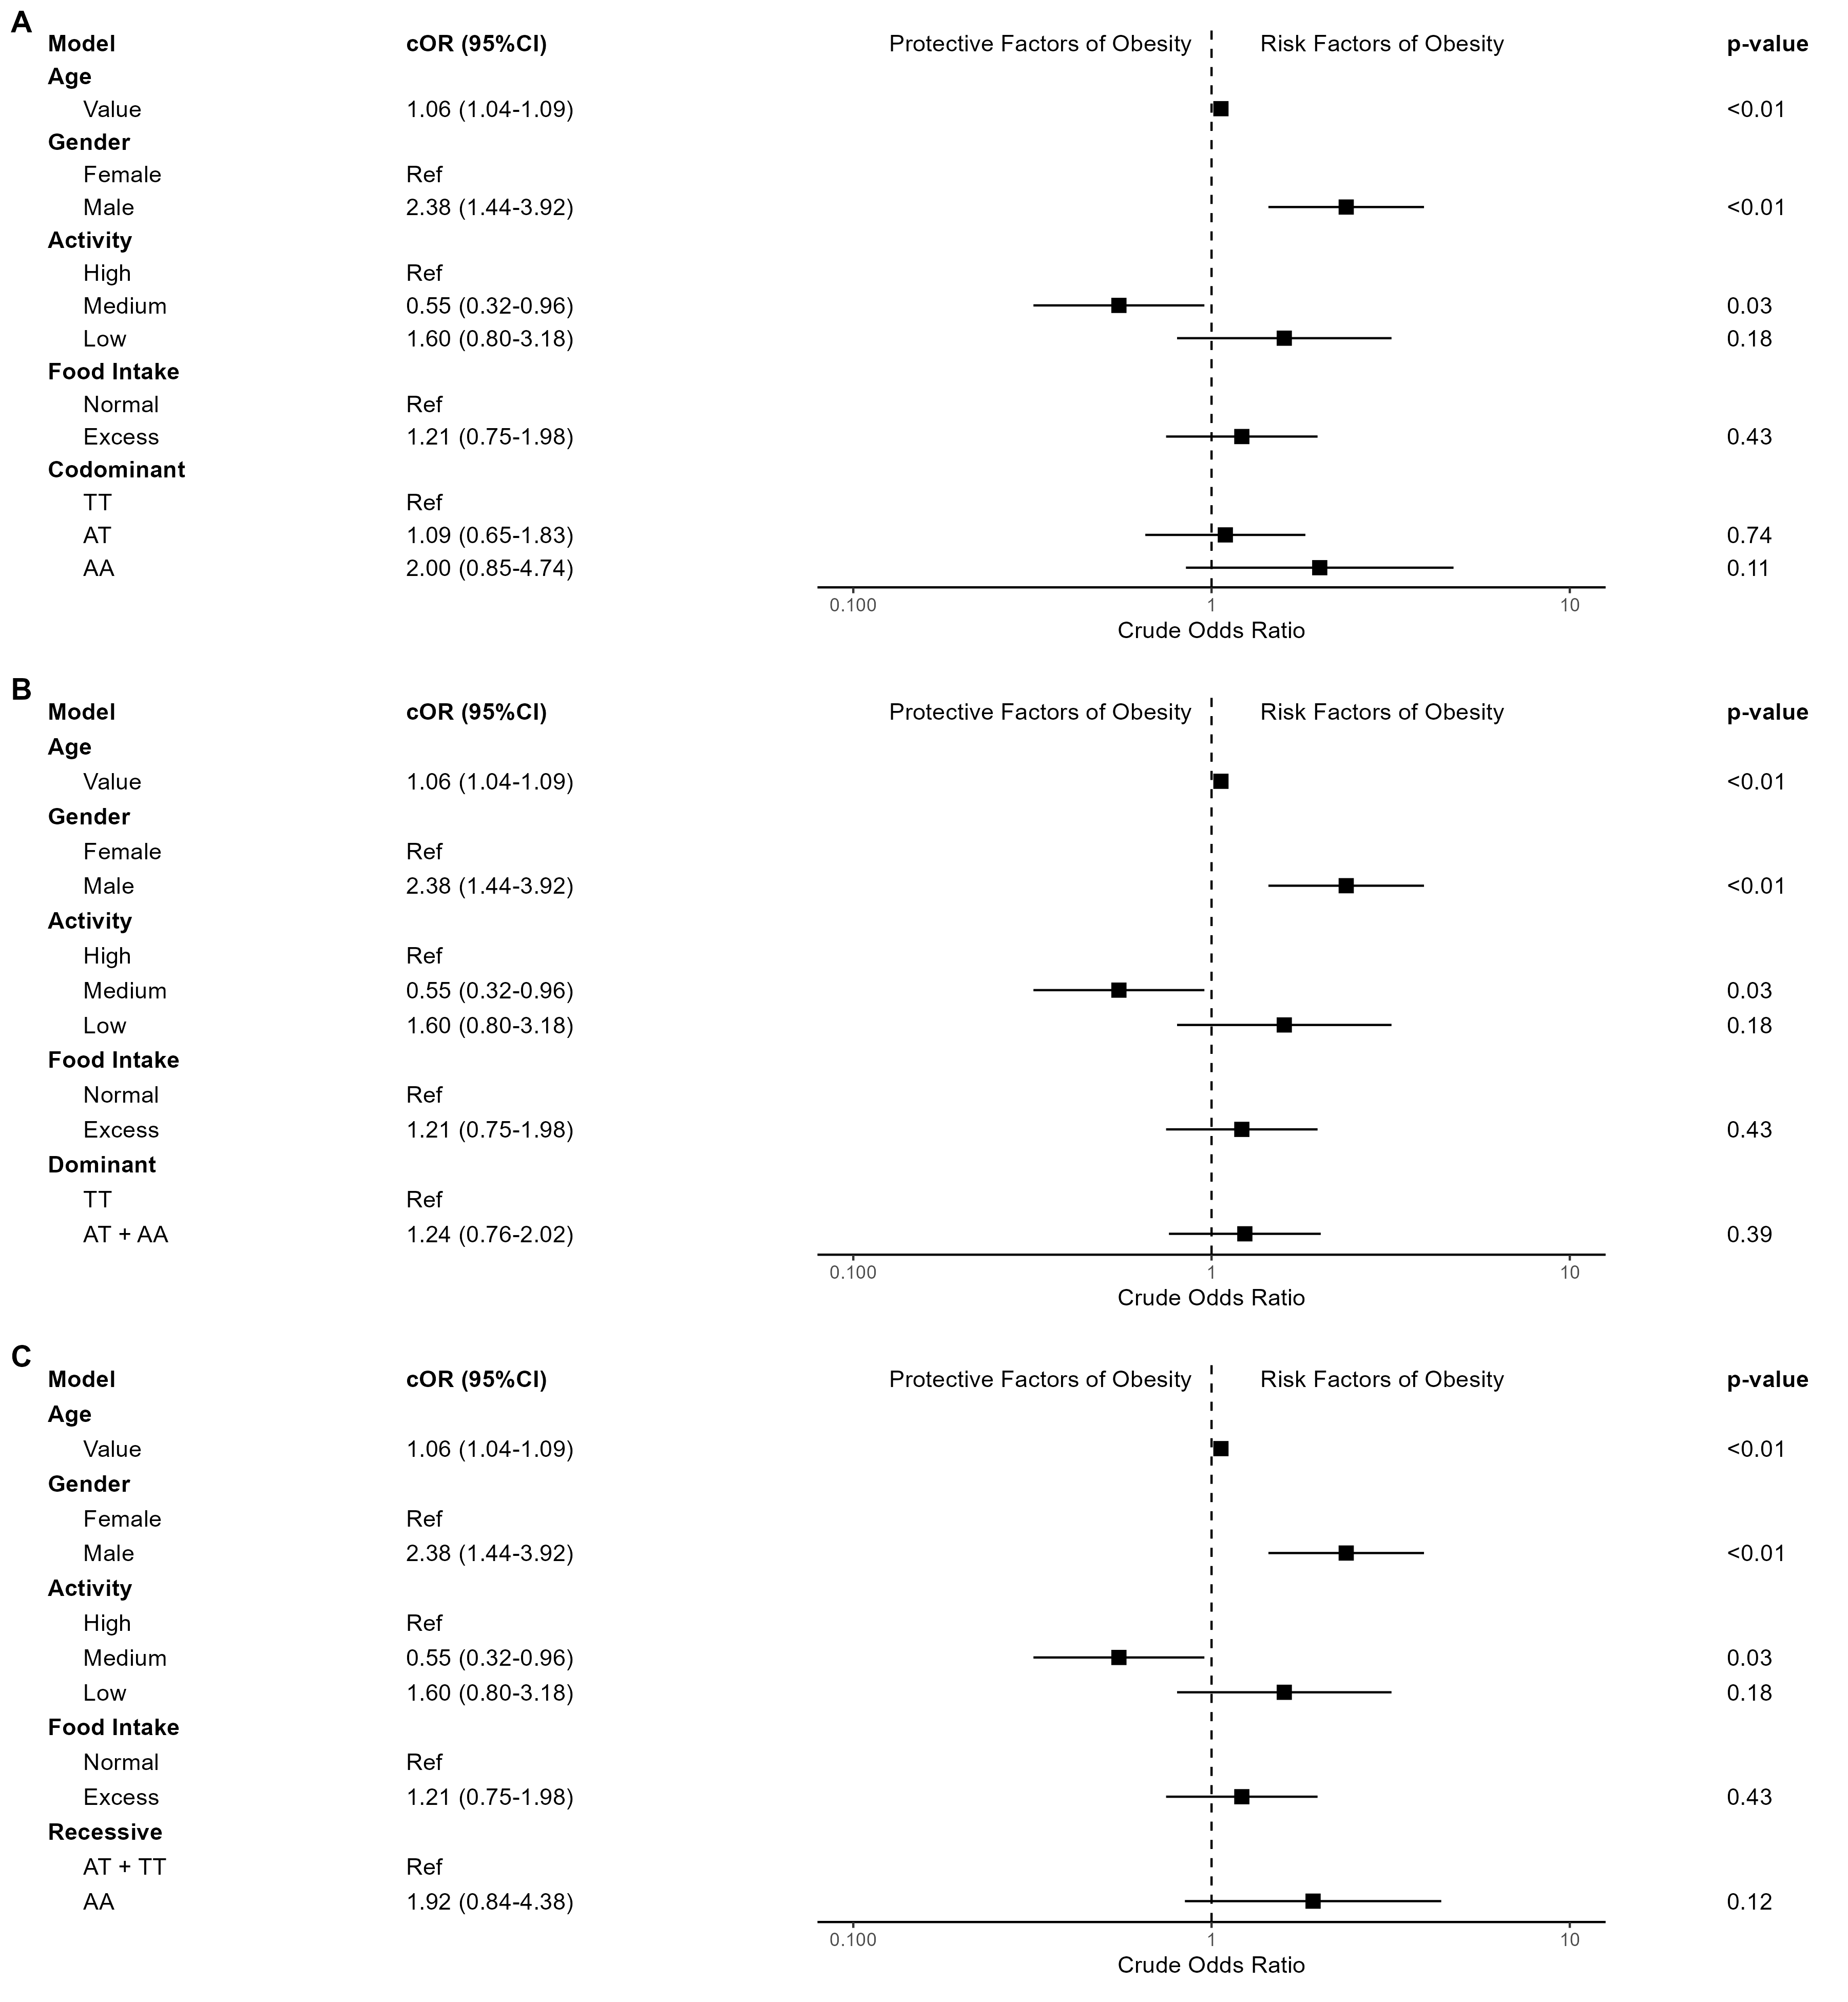 A
Model cOR (95%CI) Protective Factors of Obesity Risk Factors of Obesity p-value
Age
Value 1.06 (1.04-1.09) <0.01
Gender
Female Ref
Male 2.38 (1.44-3.92) <0.01
Activity
High Ref
Medium 0.55 (0.32-0.96) 0.03
Low 1.60 (0.80-3.18) 0.18
Food Intake
Normal Ref
Excess 1.21 (0.75-1.98) 0.43
Codominant
TT Ref
AT 1.09 (0.65-1.83) 0.74
AA 2.00 (0.85-4.74) 0.11
0.100 1 10
Crude Odds Ratio
B
Model cOR (95%CI) Protective Factors of Obesity Risk Factors of Obesity p-value
Age
Value 1.06 (1.04-1.09) <0.01
Gender
Female Ref
Male 2.38 (1.44-3.92) <0.01
Activity
High Ref
Medium 0.55 (0.32-0.96) 0.03
Low 1.60 (0.80-3.18) 0.18
Food Intake
Normal Ref
Excess 1.21 (0.75-1.98) 0.43
Dominant
TT Ref
AT + AA 1.24 (0.76-2.02) 0.39
0.100 1 10
Crude Odds Ratio
C
Model cOR (95%CI) Protective Factors of Obesity Risk Factors of Obesity p-value
Age
Value 1.06 (1.04-1.09) <0.01
Gender
Female Ref
Male 2.38 (1.44-3.92) <0.01
Activity
High Ref
Medium 0.55 (0.32-0.96) 0.03
Low 1.60 (0.80-3.18) 0.18
Food Intake
Normal Ref
Excess 1.21 (0.75-1.98) 0.43
Recessive
AT + TT Ref
AA 1.92 (0.84-4.38) 0.12
0.100 1 10
Crude Odds Ratio